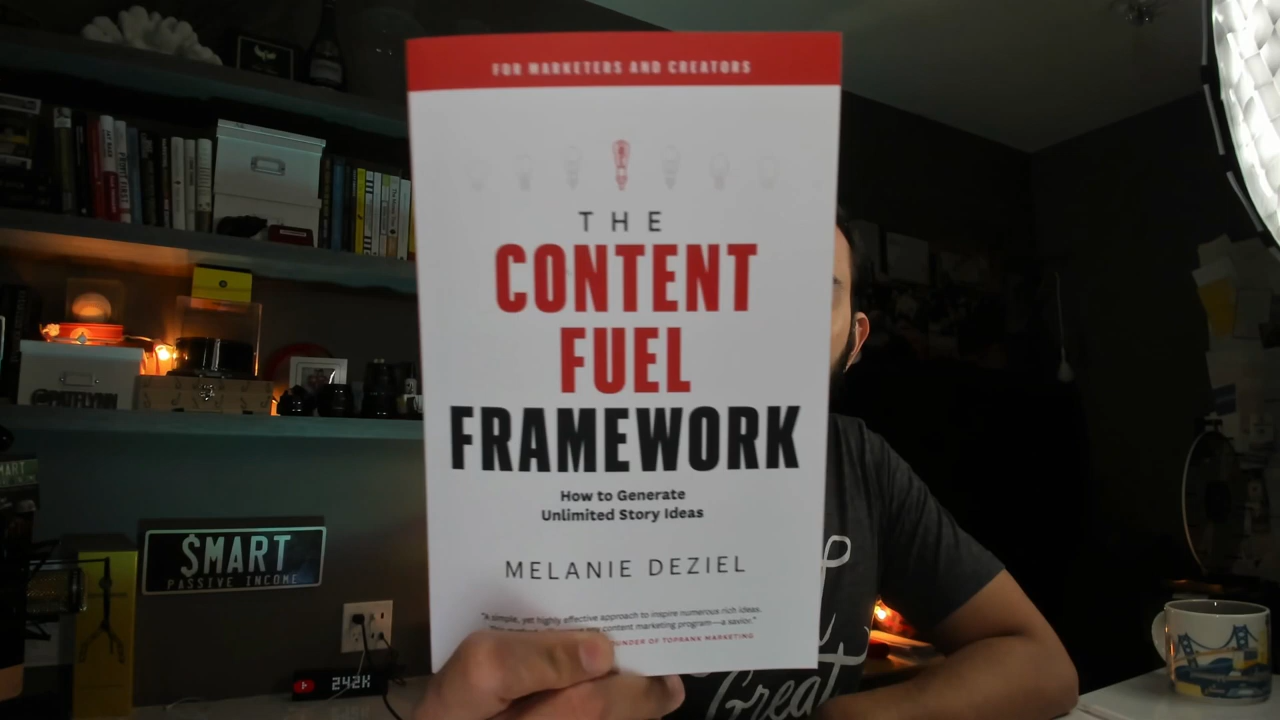 FOR MARKETERS AND CREATORS
THE
CONTENT
FUEL
FRAMEWORK
How to Generate
Unlimited Story Ideas
MELANIE DEZIEL
"A simple, yet highly effective approach to inspire numerous rich ideas.
any content marketing program—a savior."
OF TOPRANK MARKETING
@PATFLYNN
$MART
PASSIVE INCOME
242K
Great